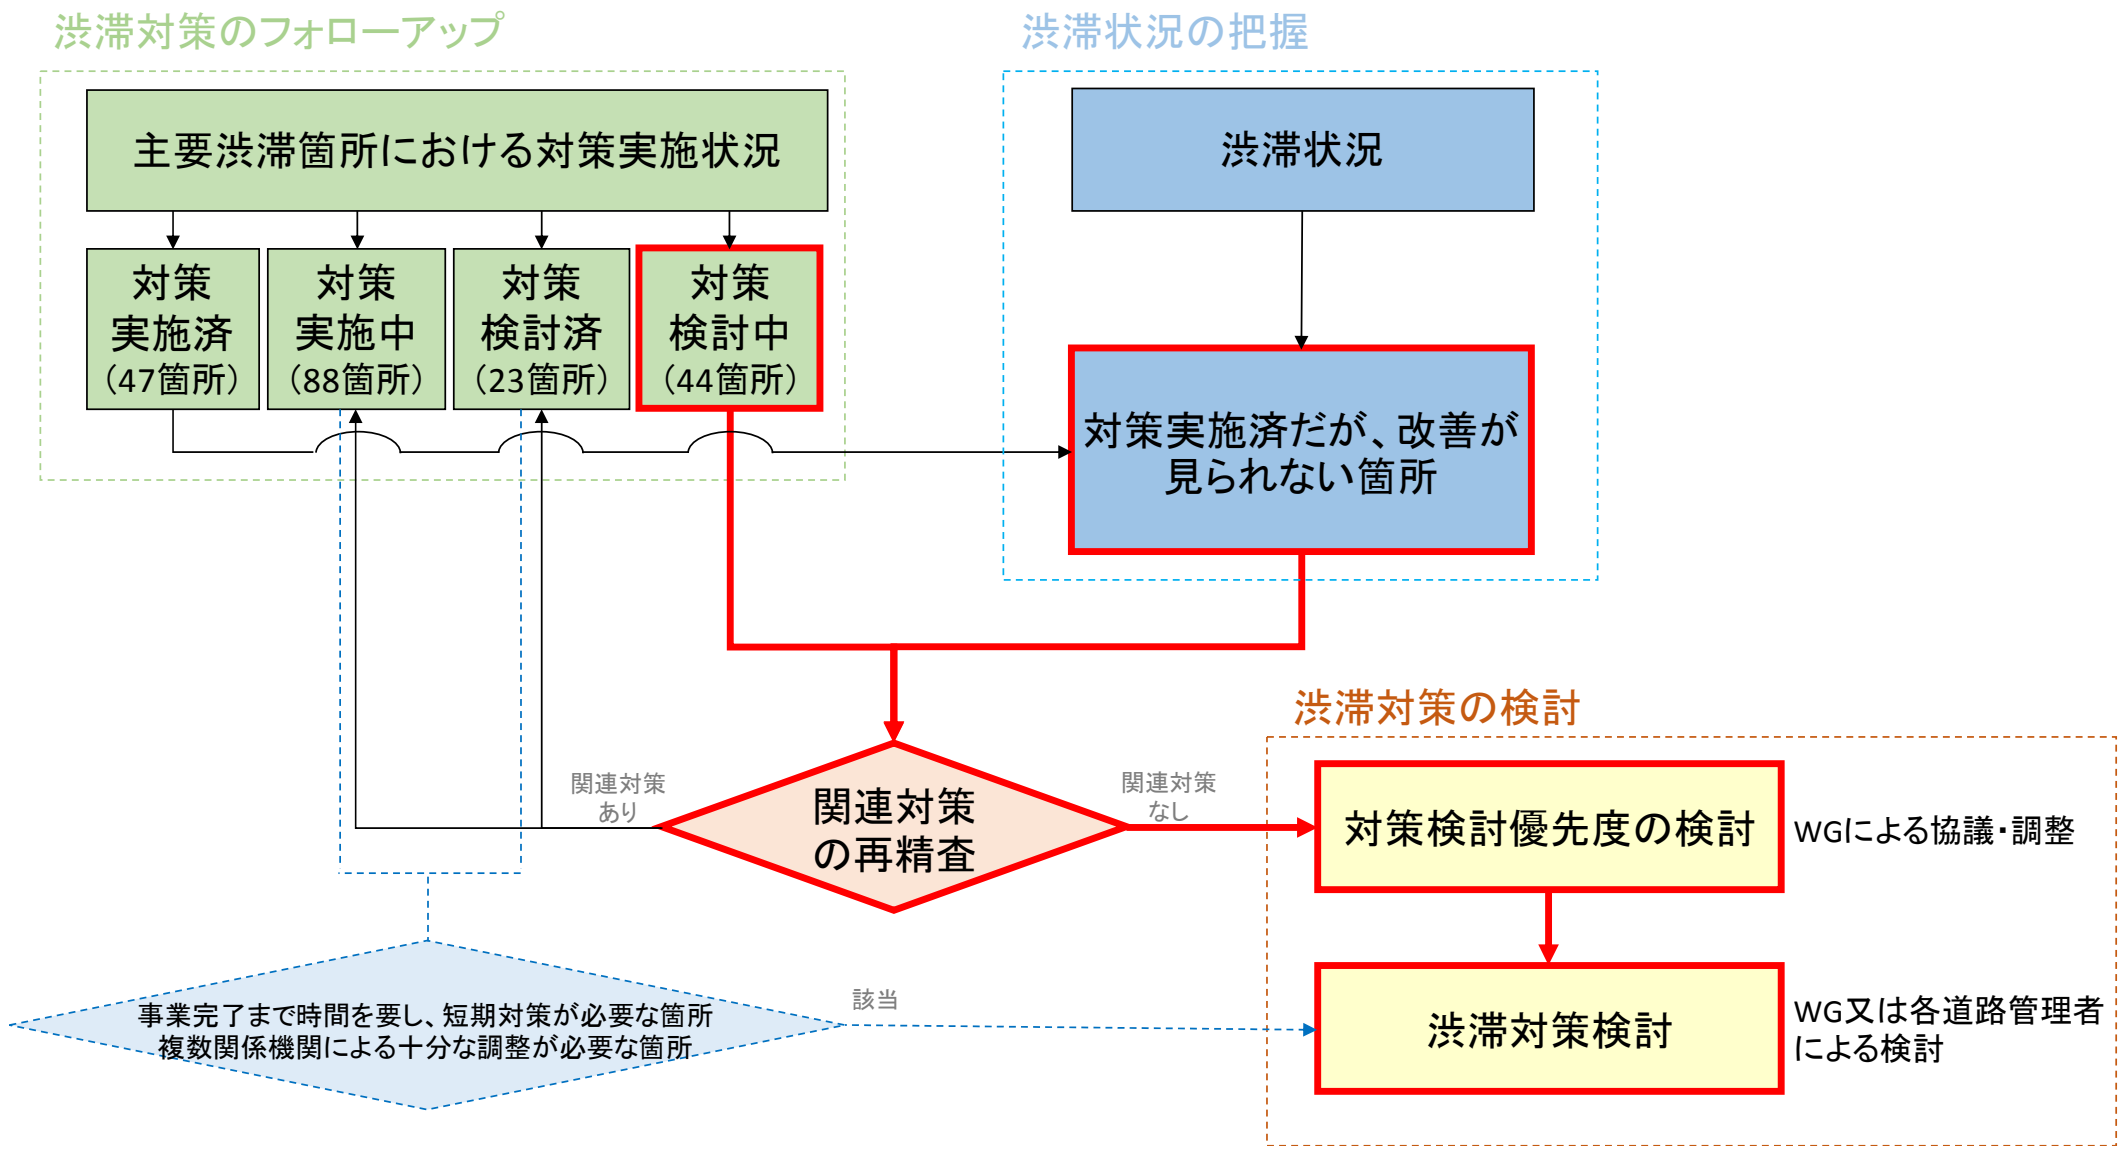 渋滞対策のフォローアップ
渋滞状況の把握
主要渋滞箇所における対策実施状況
渋滞状況
対策
実施済
（47箇所）
対策
実施中
（88箇所）
対策
検討済
（23箇所）
対策
検討中
（44箇所）
対策実施済だが、改善が
見られない箇所
渋滞対策の検討
関連対策
あり
関連対策
の再精査
関連対策
なし
対策検討優先度の検討
WGによる協議・調整
事業完了まで時間を要し、短期対策が必要な箇所
複数関係機関による十分な調整が必要な箇所
該当
渋滞対策検討
WG又は各道路管理者
による検討